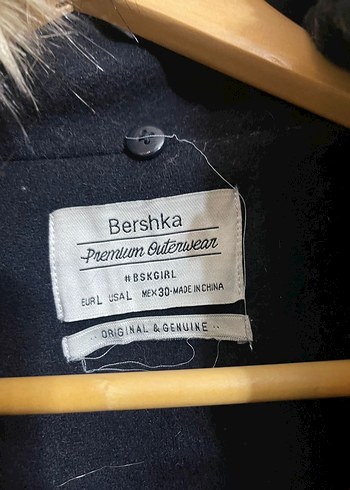 Bershka
Premium Outerwear
#BSKGIRL
EUR L USA L MEX 30-MADE IN CHINA
·· ORIGINAL & GENUINE ··